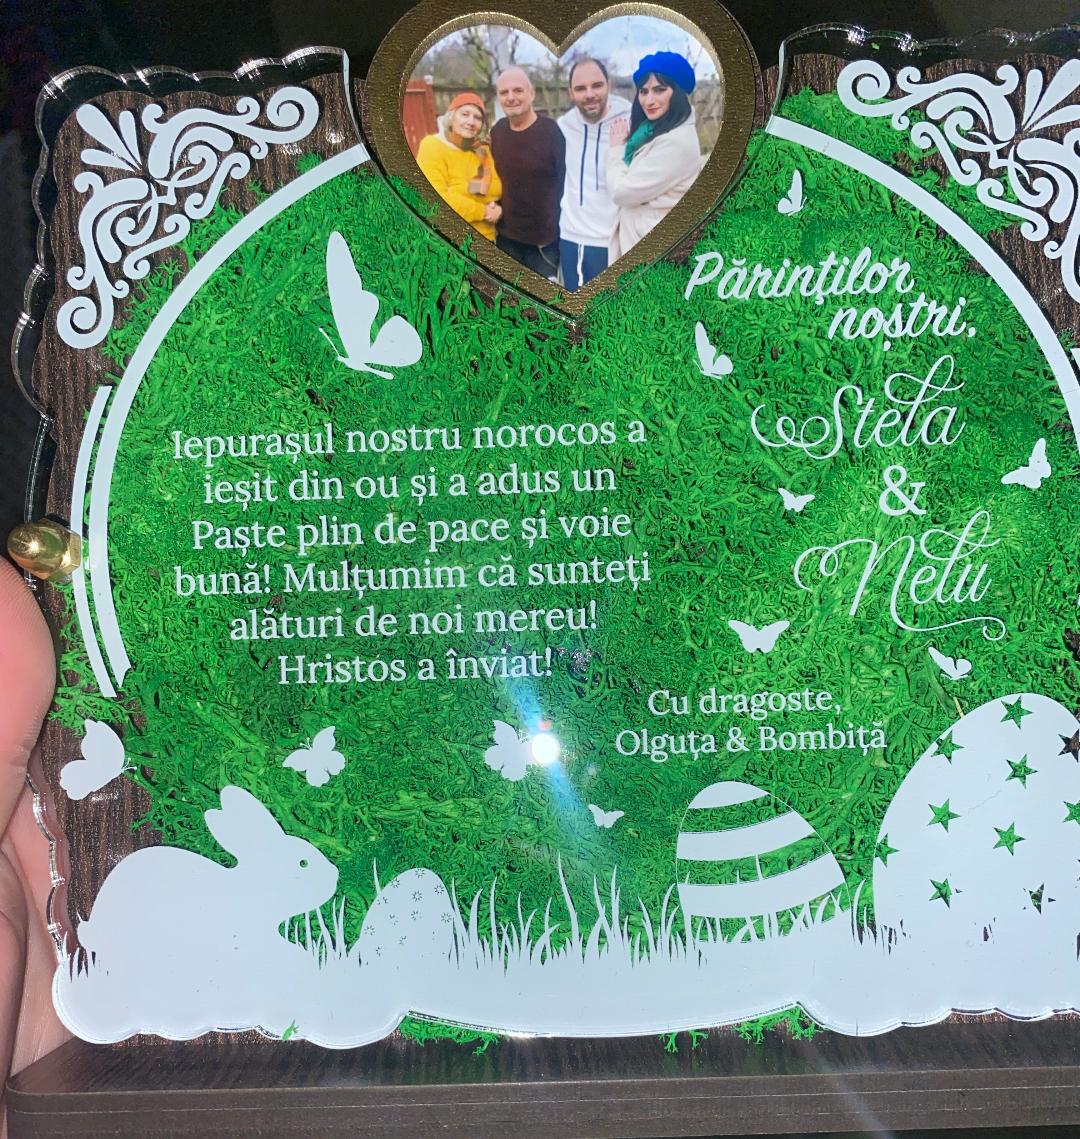 Părinţilor
noștri,
Stela
&
Nelu
Iepurașul nostru norocos a
ieșit din ou și a adus un
Paște plin de pace și voie
bună! Mulțumim că sunteți
alături de noi mereu!
Hristos a înviat!
Cu dragoste,
Olguța & Bombiță